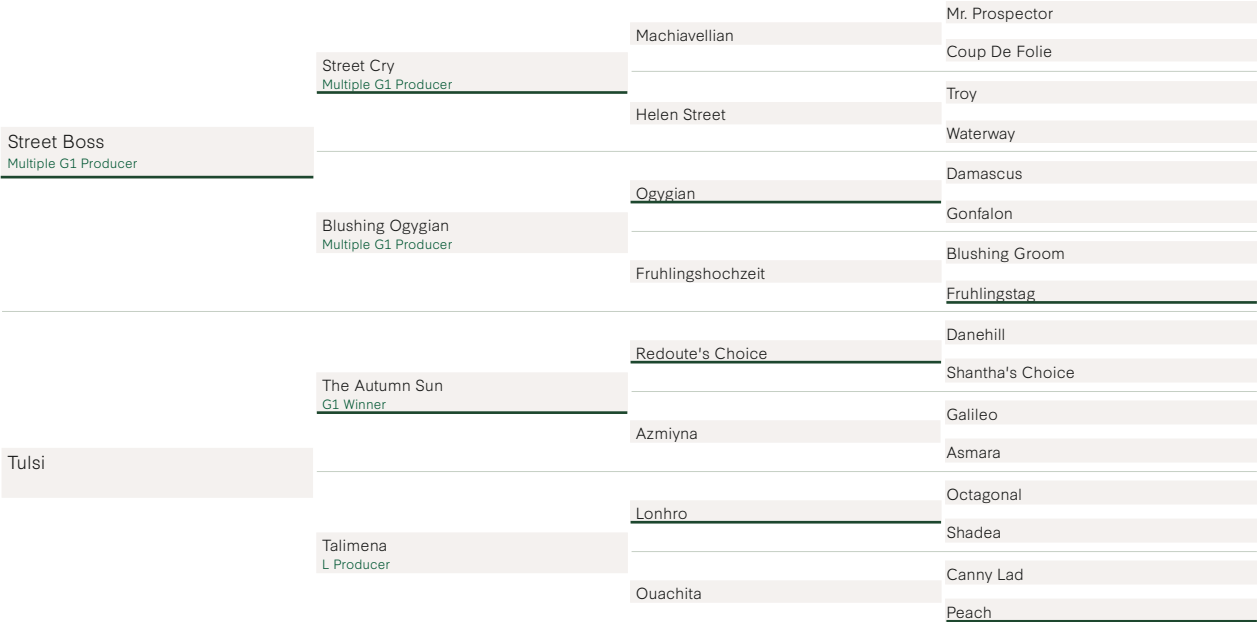 Street Boss
Multiple G1 Producer
Street Cry
Multiple G1 Producer
Machiavellian
Mr. Prospector
Coup De Folie
Helen Street
Troy
Waterway
Blushing Ogygian
Multiple G1 Producer
Ogygian
Damascus
Gonfalon
Fruhlingshochzeit
Blushing Groom
Fruhlingstag
Tulsi
The Autumn Sun
G1 Winner
Redoute's Choice
Danehill
Shantha's Choice
Azmiyna
Galileo
Asmara
Talimena
L Producer
Lonhro
Octagonal
Shadea
Ouachita
Canny Lad
Peach